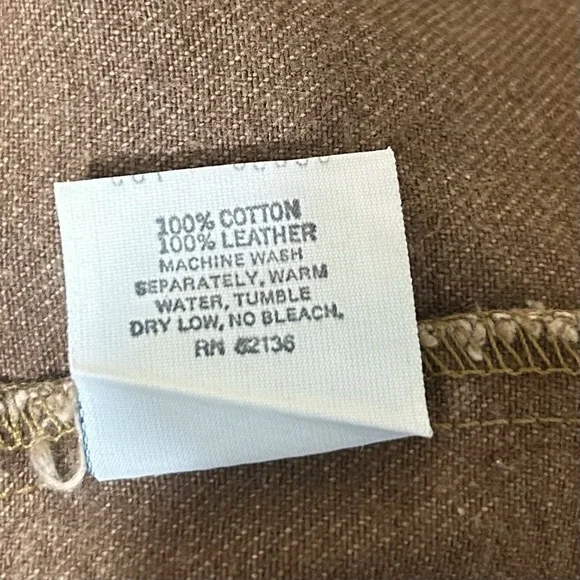 100% COTTON
100% LEATHER
MACHINE WASH
SEPARATELY, WARM
WATER, TUMBLE
DRY LOW, NO BLEACH.
RN 62136